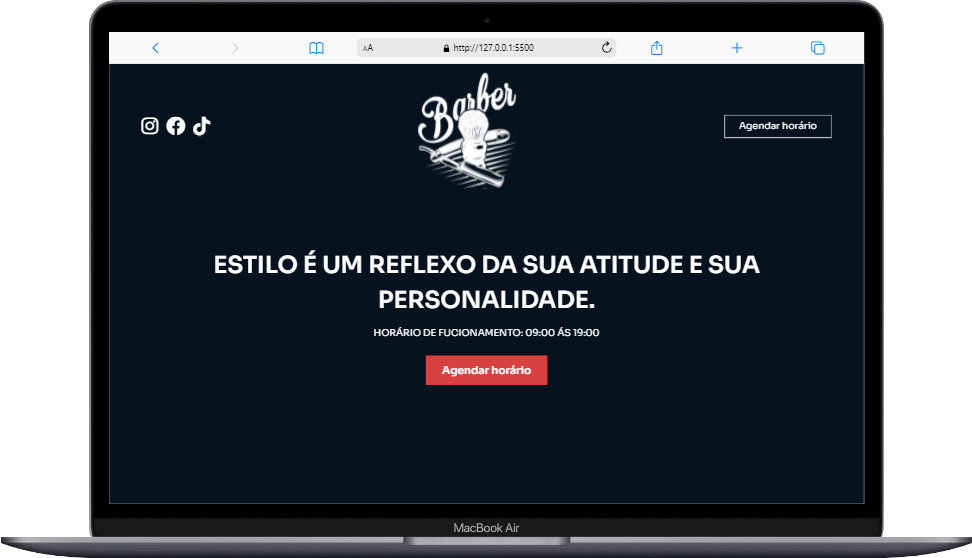 AA
http://127.0.0.1:5500
Barber
Agendar horário
ESTILO É UM REFLEXO DA SUA ATITUDE E SUA
PERSONALIDADE.
HORÁRIO DE FUCIONAMENTO: 09:00 ÁS 19:00
Agendar horário
MacBook Air